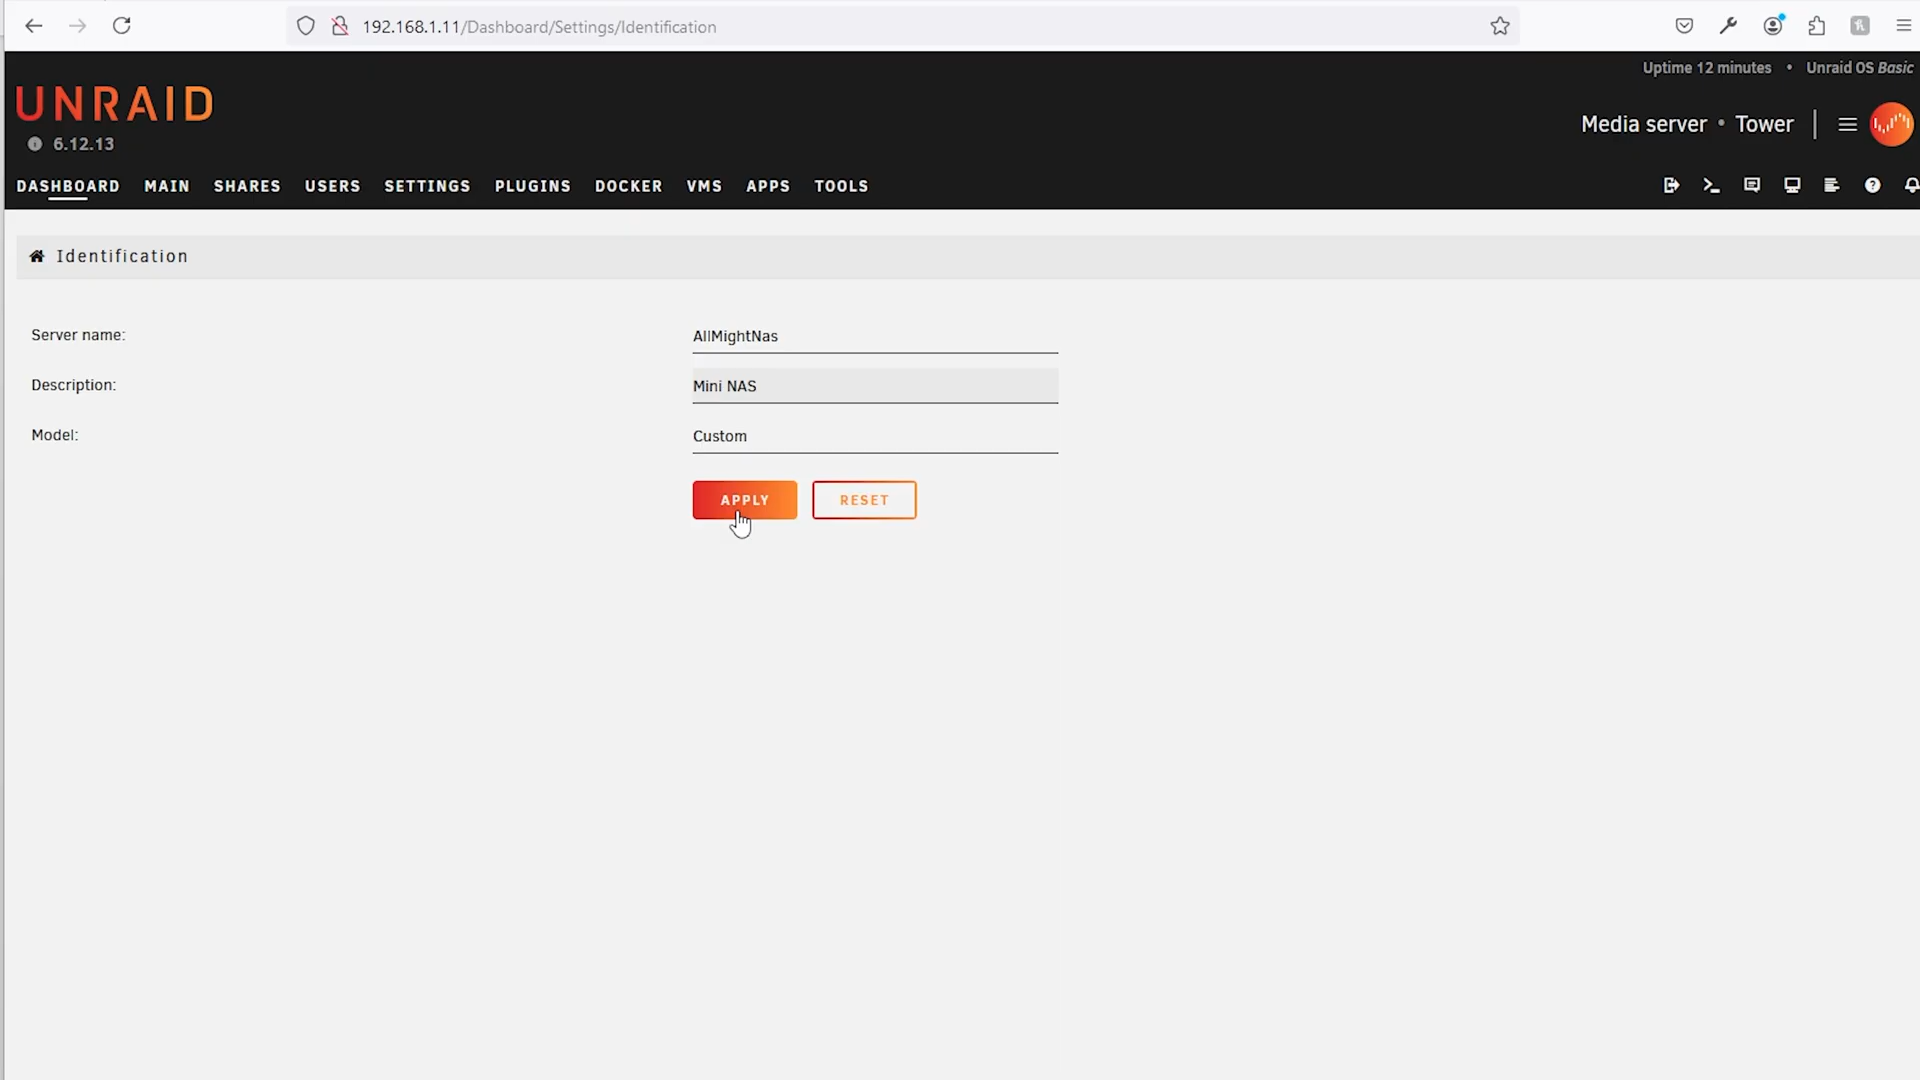 192.168.1.11/Dashboard/Settings/Identification
Uptime 12 minutes • Unraid OS Basic
UNRAID
6.12.13
Media server • Tower
DASHBOARD MAIN SHARES USERS SETTINGS PLUGINS DOCKER VMS APPS TOOLS
Identification
Server name: AllMightNas
Description: Mini NAS
Model: Custom
APPLY RESET